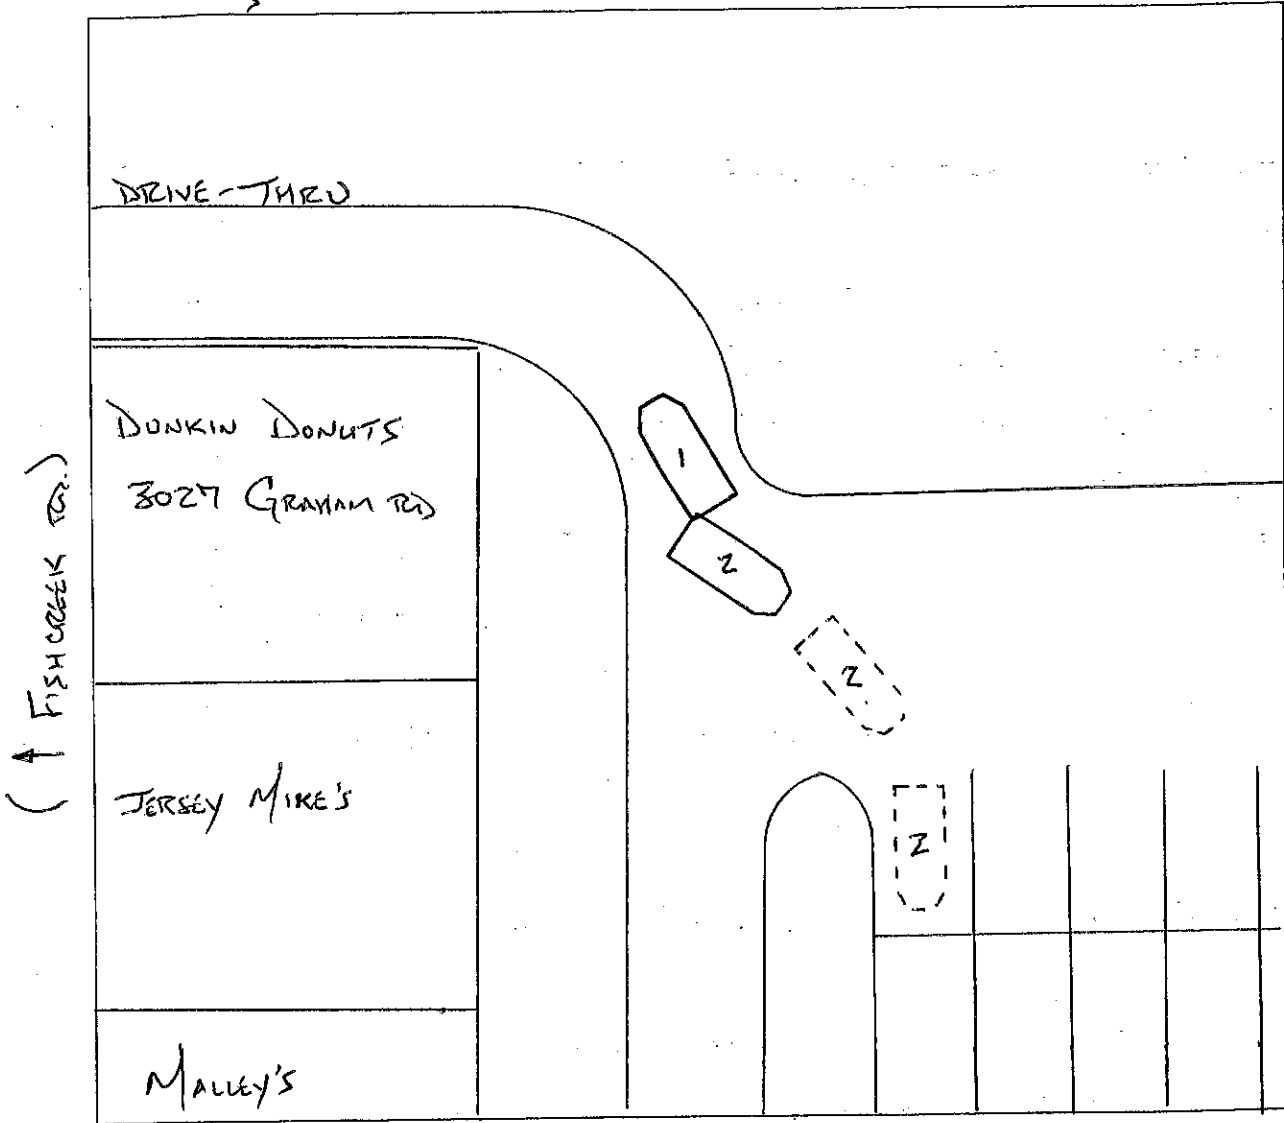 DRIVE-THRU
DUNKIN DONUTS
3027 GRAHAM RD
(↑ FISHCREEK RD.)
JERSEY MIKE'S
MALLEY'S
1
2
2
2